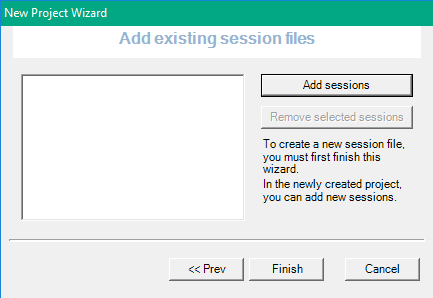 New Project Wizard
Add existing session files
Add sessions
Remove selected sessions
To create a new session file,
you must first finish this
wizard.
In the newly created project,
you can add new sessions.
<< Prev
Finish
Cancel